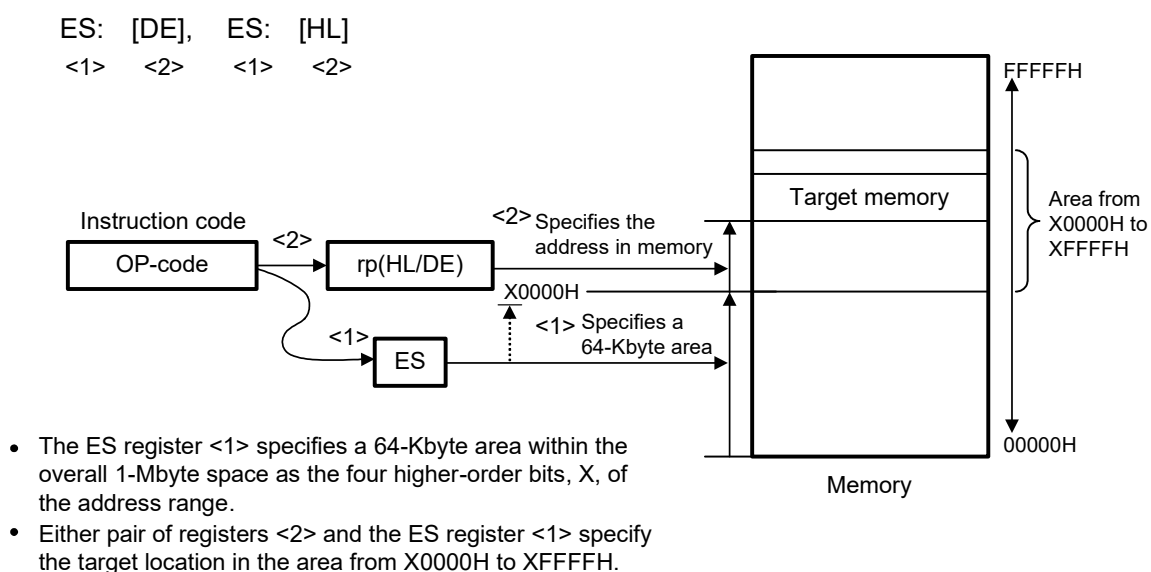 ES: [DE], ES: [HL]
<1> <2> <1> <2>
FFFFFH
Target memory
Area from
X0000H to
XFFFFH
Instruction code
OP-code
<2>
rp(HL/DE)
<2> Specifies the
address in memory
X0000H
<1>
ES
<1> Specifies a
64-Kbyte area
00000H
Memory
• The ES register <1> specifies a 64-Kbyte area within the
overall 1-Mbyte space as the four higher-order bits, X, of
the address range.
• Either pair of registers <2> and the ES register <1> specify
the target location in the area from X0000H to XFFFFH.